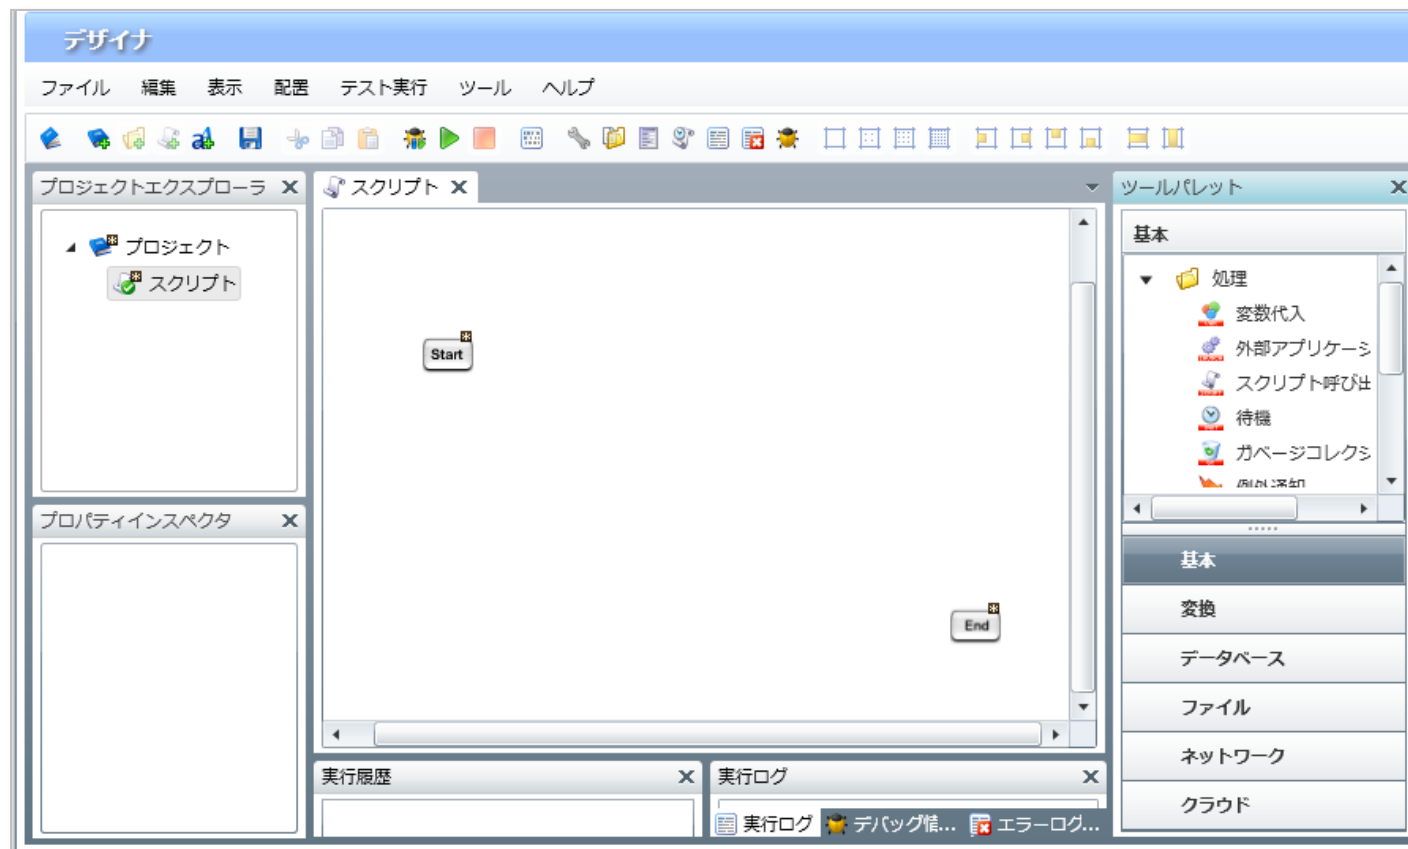 デザイナ
ファイル 編集 表示 配置 テスト実行 ツール ヘルプ
プロジェクトエクスプローラ
プロジェクト
スクリプト
プロパティインスペクタ
スクリプト
Start
End
実行履歴
実行ログ
実行ログ デバッグ情... エラーログ...
ツールパレット
基本
処理
変数代入
外部アプリケーシ
スクリプト呼び出
待機
ガベージコレクシ
例外通知
基本
変換
データベース
ファイル
ネットワーク
クラウド